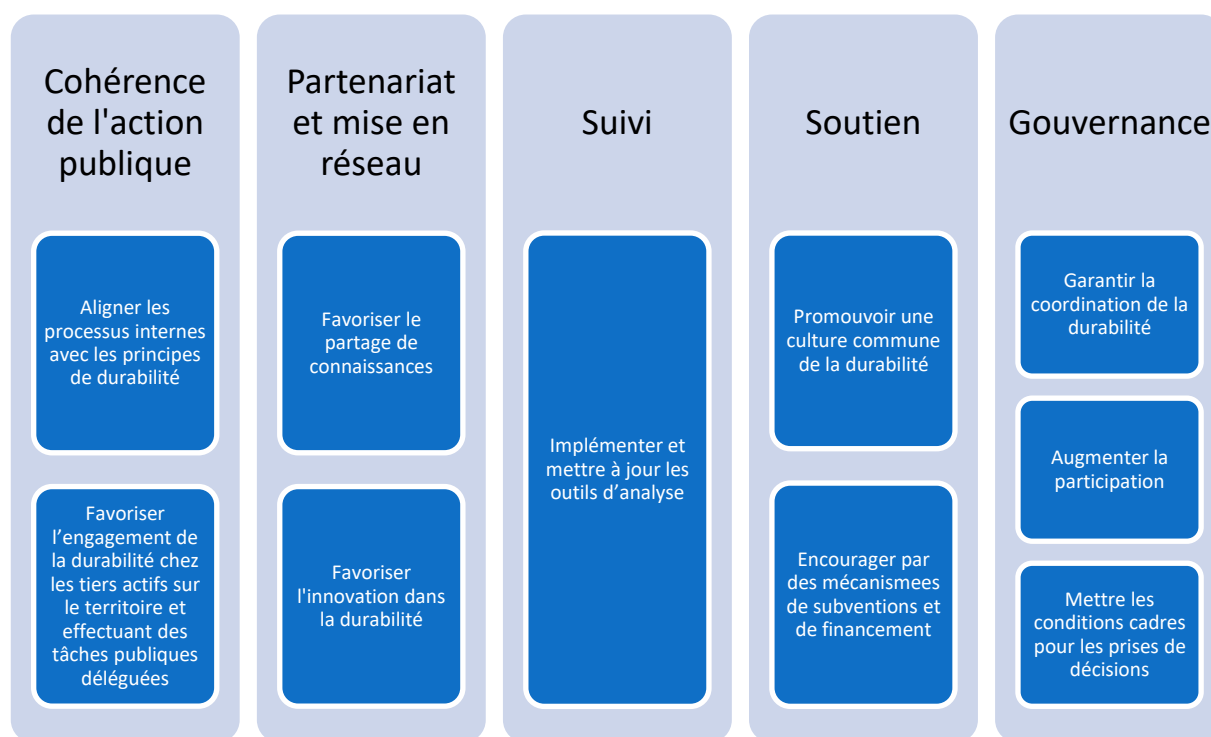 Cohérence
de l'action
publique
Aligner les
processus internes
avec les principes
de durabilité
Favoriser
l’engagement de
la durabilité chez
les tiers actifs sur
le territoire et
effectuant des
tâches publiques
déléguées
Partenariat
et mise en
réseau
Favoriser le
partage de
connaissances
Favoriser
l'innovation dans
la durabilité
Suivi
Implémenter et
mettre à jour les
outils d’analyse
Soutien
Promouvoir une
culture commune
de la durabilité
Encourager par
des mécanismees
de subventions et
de financement
Gouvernance
Garantir la
coordination de la
durabilité
Augmenter la
participation
Mettre les
conditions cadres
pour les prises de
décisions